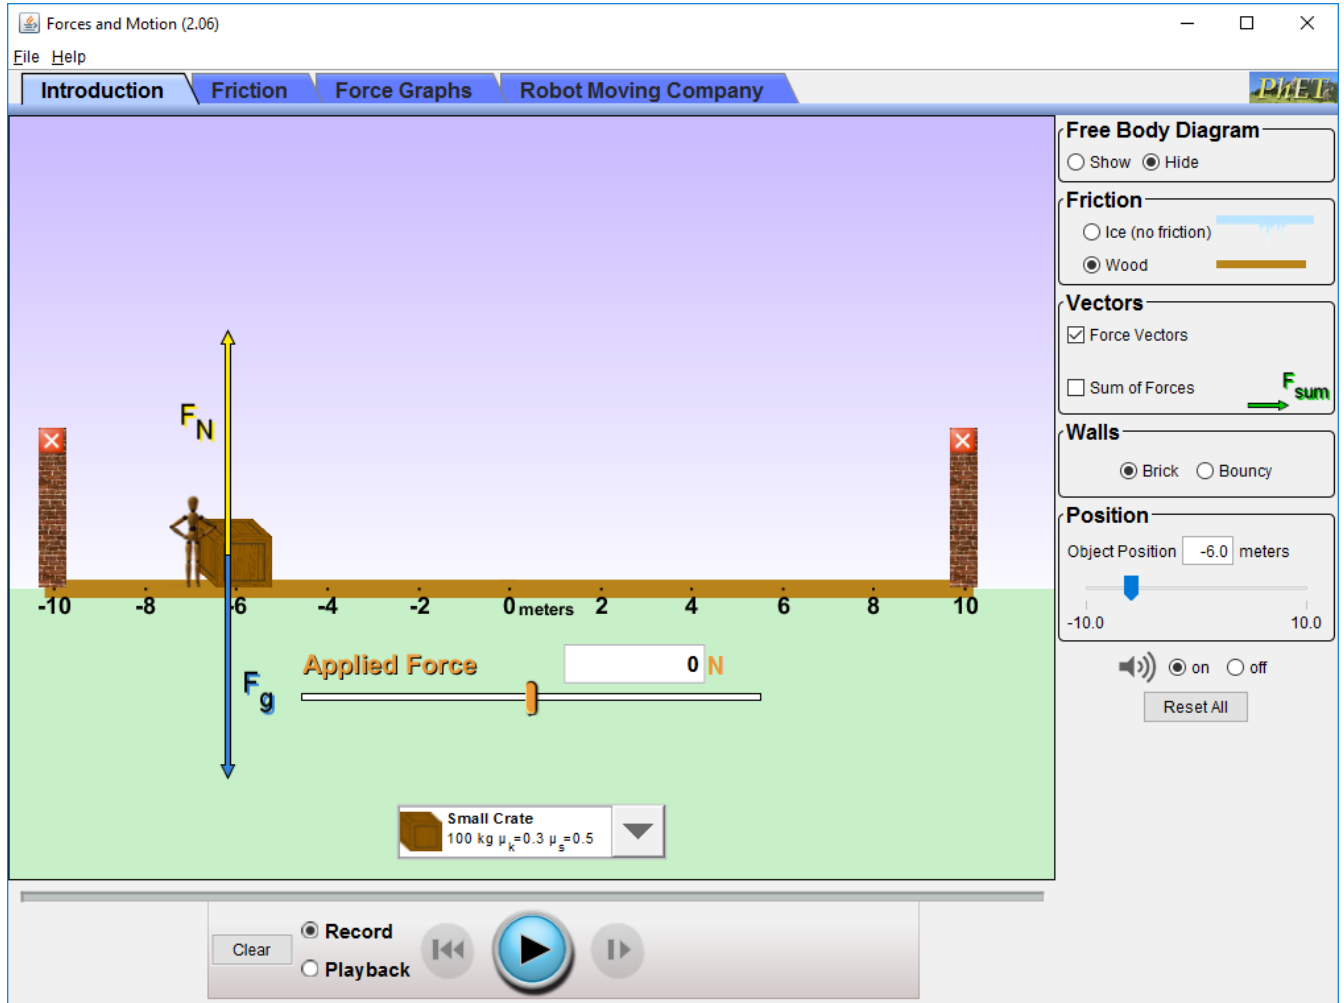 Forces and Motion (2.06)
File Help
Introduction Friction Force Graphs Robot Moving Company
PhET
Free Body Diagram
Show Hide
Friction
Ice (no friction)
Wood
Vectors
Force Vectors
Sum of Forces
F sum
Walls
Brick Bouncy
Position
Object Position -6.0 meters
-10.0 10.0
on off
Reset All
F N
-10 -8 -6 -4 -2 0 meters 2 4 6 8 10
Applied Force 0 N
F g
Small Crate
100 kg μk=0.3 μs=0.5
Clear
Record
Playback